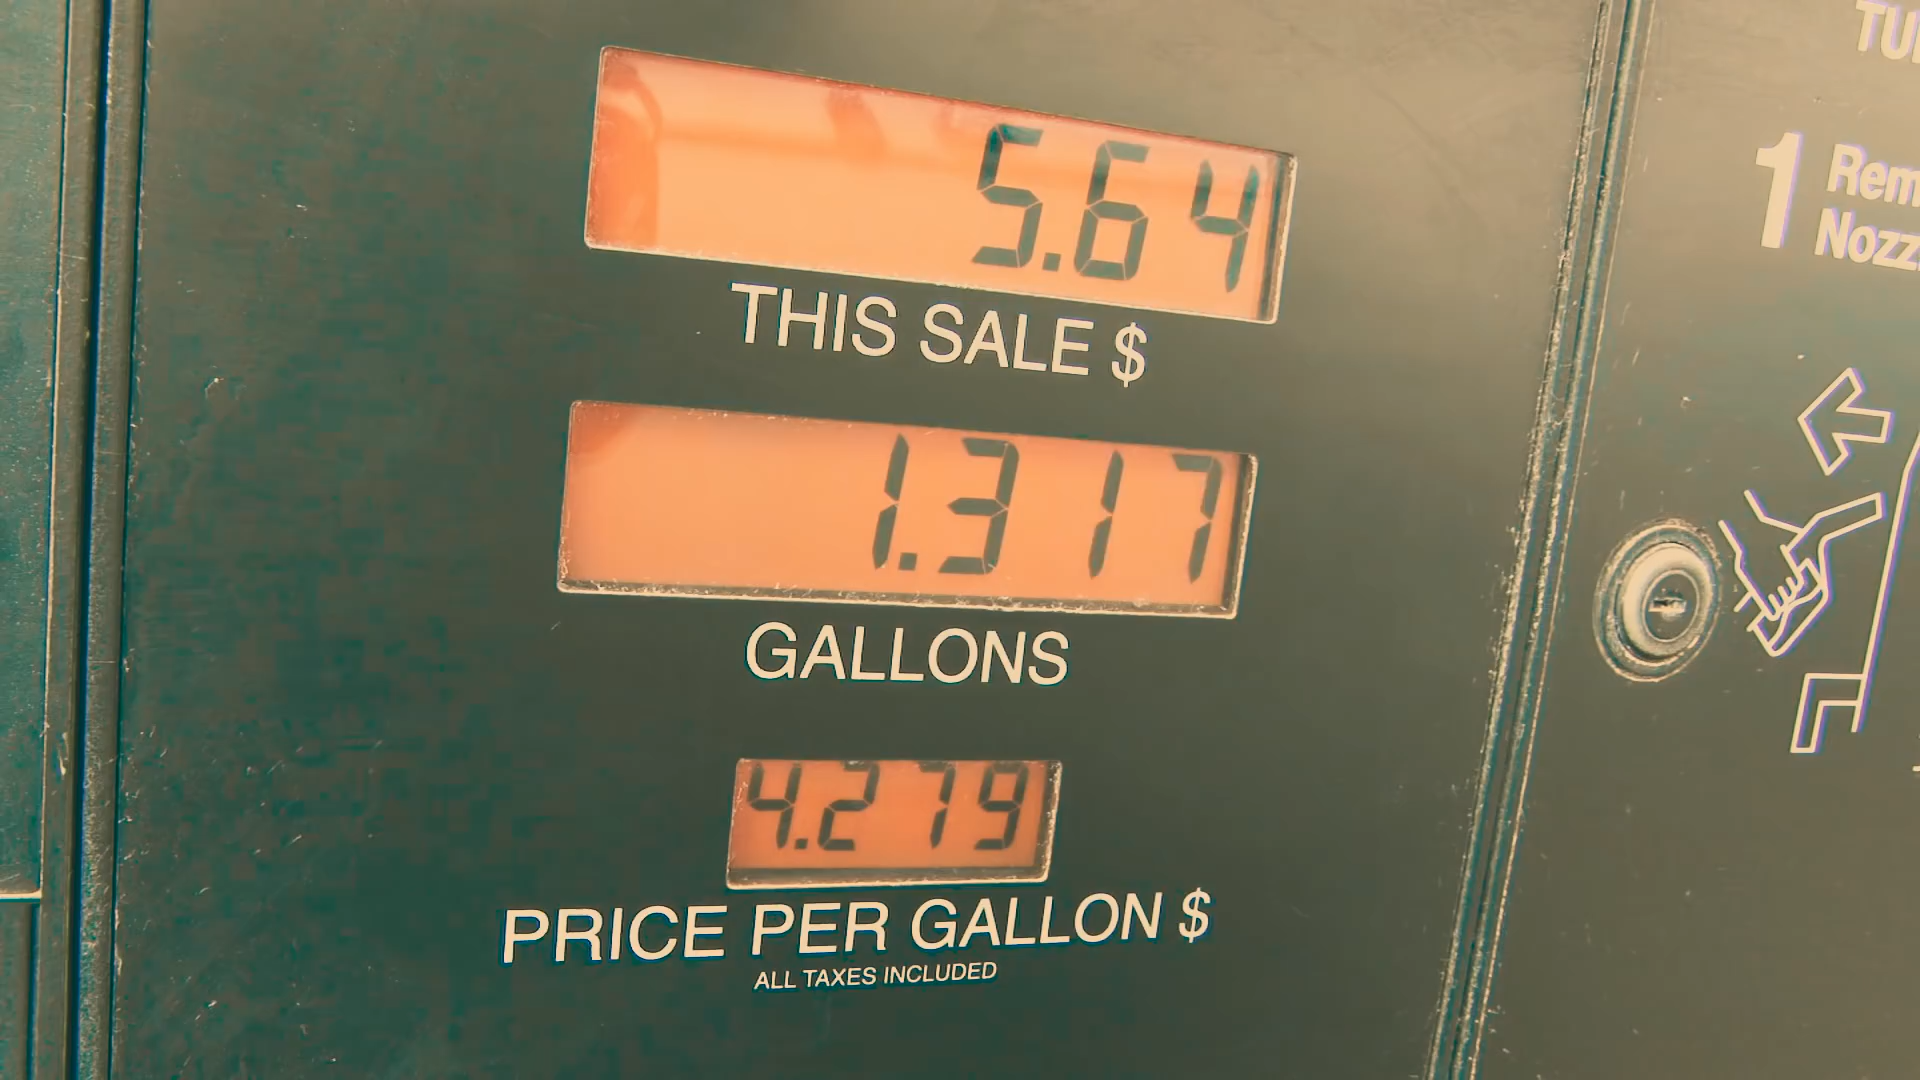 5.64
THIS SALE $
1.317
GALLONS
4.279
PRICE PER GALLON $
ALL TAXES INCLUDED
1